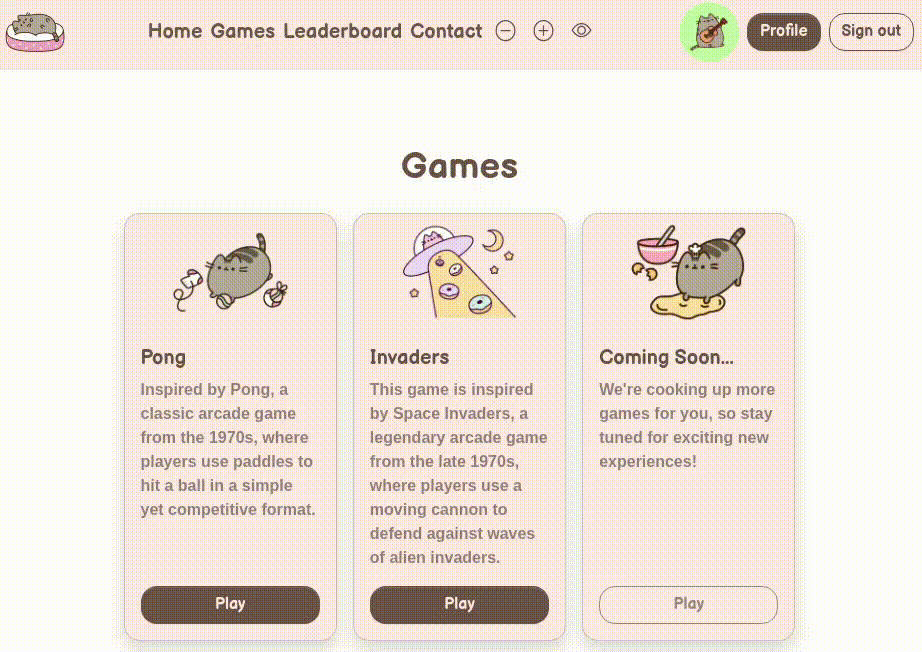 Home Games Leaderboard Contact
Profile
Sign out
Games
Pong
Inspired by Pong, a
classic arcade game
from the 1970s, where
players use paddles to
hit a ball in a simple
yet competitive format.
Play
Invaders
This game is inspired
by Space Invaders, a
legendary arcade game
from the late 1970s,
where players use a
moving cannon to
defend against waves
of alien invaders.
Play
Coming Soon...
We're cooking up more
games for you, so stay
tuned for exciting new
experiences!
Play